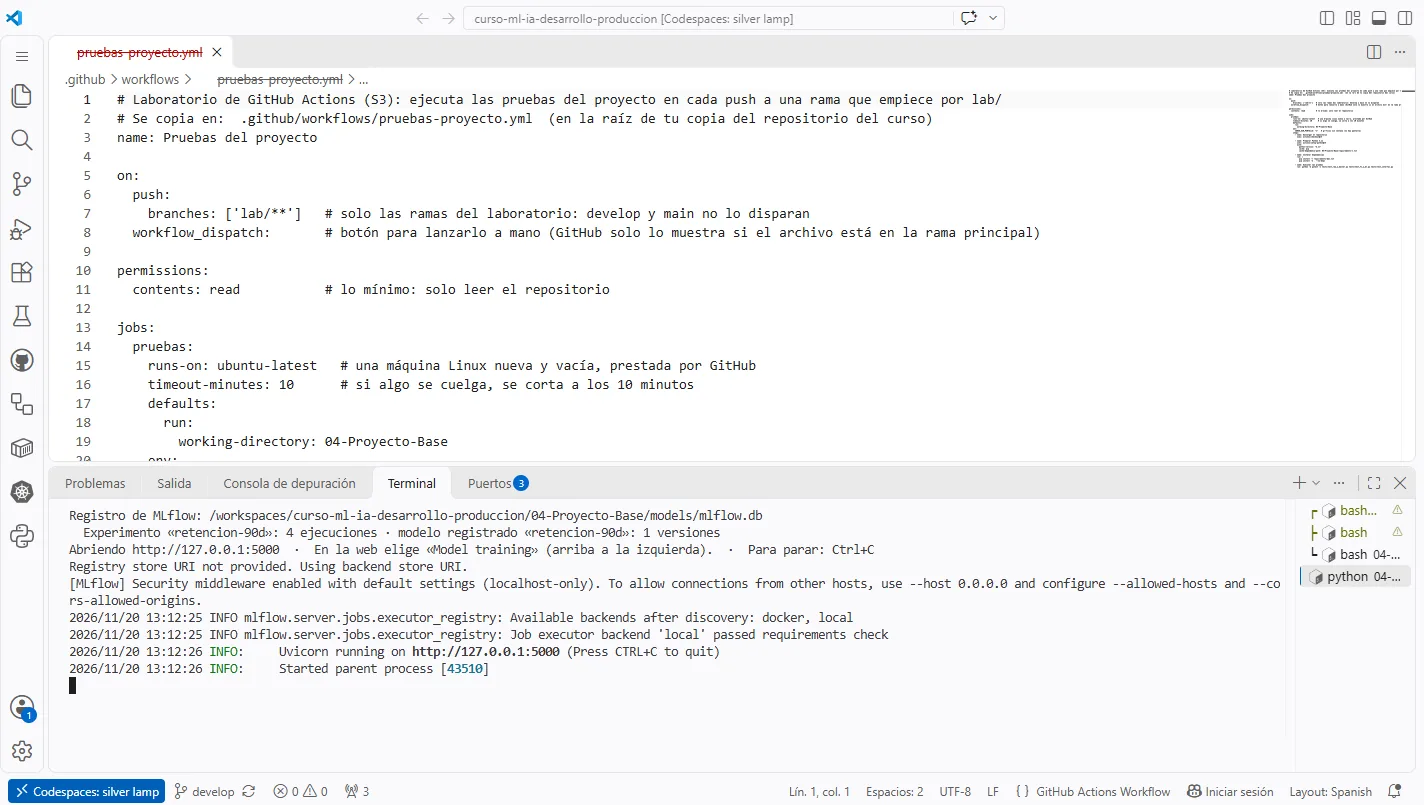 curso-ml-ia-desarrollo-produccion [Codespaces: silver lamp]
pruebas-proyecto.yml
.github > workflows > pruebas-proyecto.yml > ...
1 # Laboratorio de GitHub Actions (S3): ejecuta las pruebas del proyecto en cada push a una rama que empiece por lab/
2 # Se copia en: .github/workflows/pruebas-proyecto.yml (en la raíz de tu copia del repositorio del curso)
3 name: Pruebas del proyecto
4
5 on:
6 push:
7 branches: ['lab/**'] # solo las ramas del laboratorio: develop y main no lo disparan
8 workflow_dispatch: # botón para lanzarlo a mano (GitHub solo lo muestra si el archivo está en la rama principal)
9
10 permissions:
11 contents: read # lo mínimo: solo leer el repositorio
12
13 jobs:
14 pruebas:
15 runs-on: ubuntu-latest # una máquina Linux nueva y vacía, prestada por GitHub
16 timeout-minutes: 10 # si algo se cuelga, se corta a los 10 minutos
17 defaults:
18 run:
19 working-directory: 04-Proyecto-Base
20 env:
Problemas Salida Consola de depuración Terminal Puertos 3
Registro de MLflow: /workspaces/curso-ml-ia-desarrollo-produccion/04-Proyecto-Base/models/mlflow.db
Experimento «retencion-90d»: 4 ejecuciones · modelo registrado «retencion-90d»: 1 versiones
Abriendo http://127.0.0.1:5000 · En la web elige «Model training» (arriba a la izquierda). · Para parar: Ctrl+C
Registry store URI not provided. Using backend store URI.
[MLflow] Security middleware enabled with default settings (localhost-only). To allow connections from other hosts, use --host 0.0.0.0 and configure --allowed-hosts and --co
rs-allowed-origins.
2026/11/20 13:12:25 INFO mlflow.server.jobs.executor_registry: Available backends after discovery: docker, local
2026/11/20 13:12:25 INFO mlflow.server.jobs.executor_registry: Job executor backend 'local' passed requirements check
2026/11/20 13:12:26 INFO: Uvicorn running on http://127.0.0.1:5000 (Press CTRL+C to quit)
2026/11/20 13:12:26 INFO: Started parent process [43510]
bash...
bash
bash 04-...
python 04-...
1
Codespaces: silver lamp develop 0 0 3 Lín. 1, col. 1 Espacios: 2 UTF-8 LF { } GitHub Actions Workflow Iniciar sesión Layout: Spanish